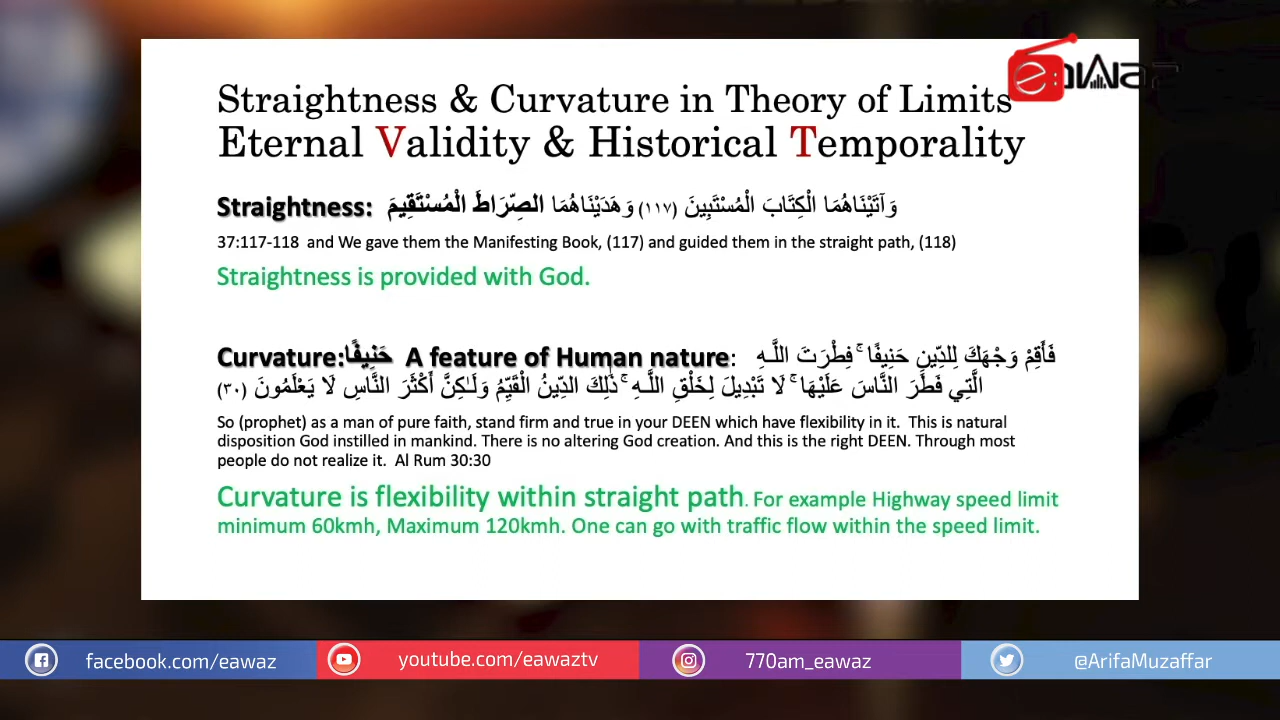 Straightness & Curvature in Theory of Limits
Eternal Validity & Historical Temporality
eawaz
Straightness: وَآتَيْنَاهُمَا الْكِتَابَ الْمُسْتَبِينَ (١١٧) وَهَدَيْنَاهُمَا الصِّرَاطَ الْمُسْتَقِيمَ
37:117-118 and We gave them the Manifesting Book, (117) and guided them in the straight path, (118)
Straightness is provided with God.
Curvature:حَنِيفًا A feature of Human nature: فَأَقِمْ وَجْهَكَ لِلدِّينِ حَنِيفًا ۚ فِطْرَتَ اللَّـهِ
الَّتِي فَطَرَ النَّاسَ عَلَيْهَا ۚ لَا تَبْدِيلَ لِخَلْقِ اللَّـهِ ۚ ذَٰلِكَ الدِّينُ الْقَيِّمُ وَلَـٰكِنَّ أَكْثَرَ النَّاسِ لَا يَعْلَمُونَ (٣٠)
So (prophet) as a man of pure faith, stand firm and true in your DEEN which have flexibility in it. This is natural
disposition God instilled in mankind. There is no altering God creation. And this is the right DEEN. Through most
people do not realize it. Al Rum 30:30
Curvature is flexibility within straight path. For example Highway speed limit
minimum 60kmh, Maximum 120kmh. One can go with traffic flow within the speed limit.
facebook.com/eawaz
youtube.com/eawaztv
770am_eawaz
@ArifaMuzaffar